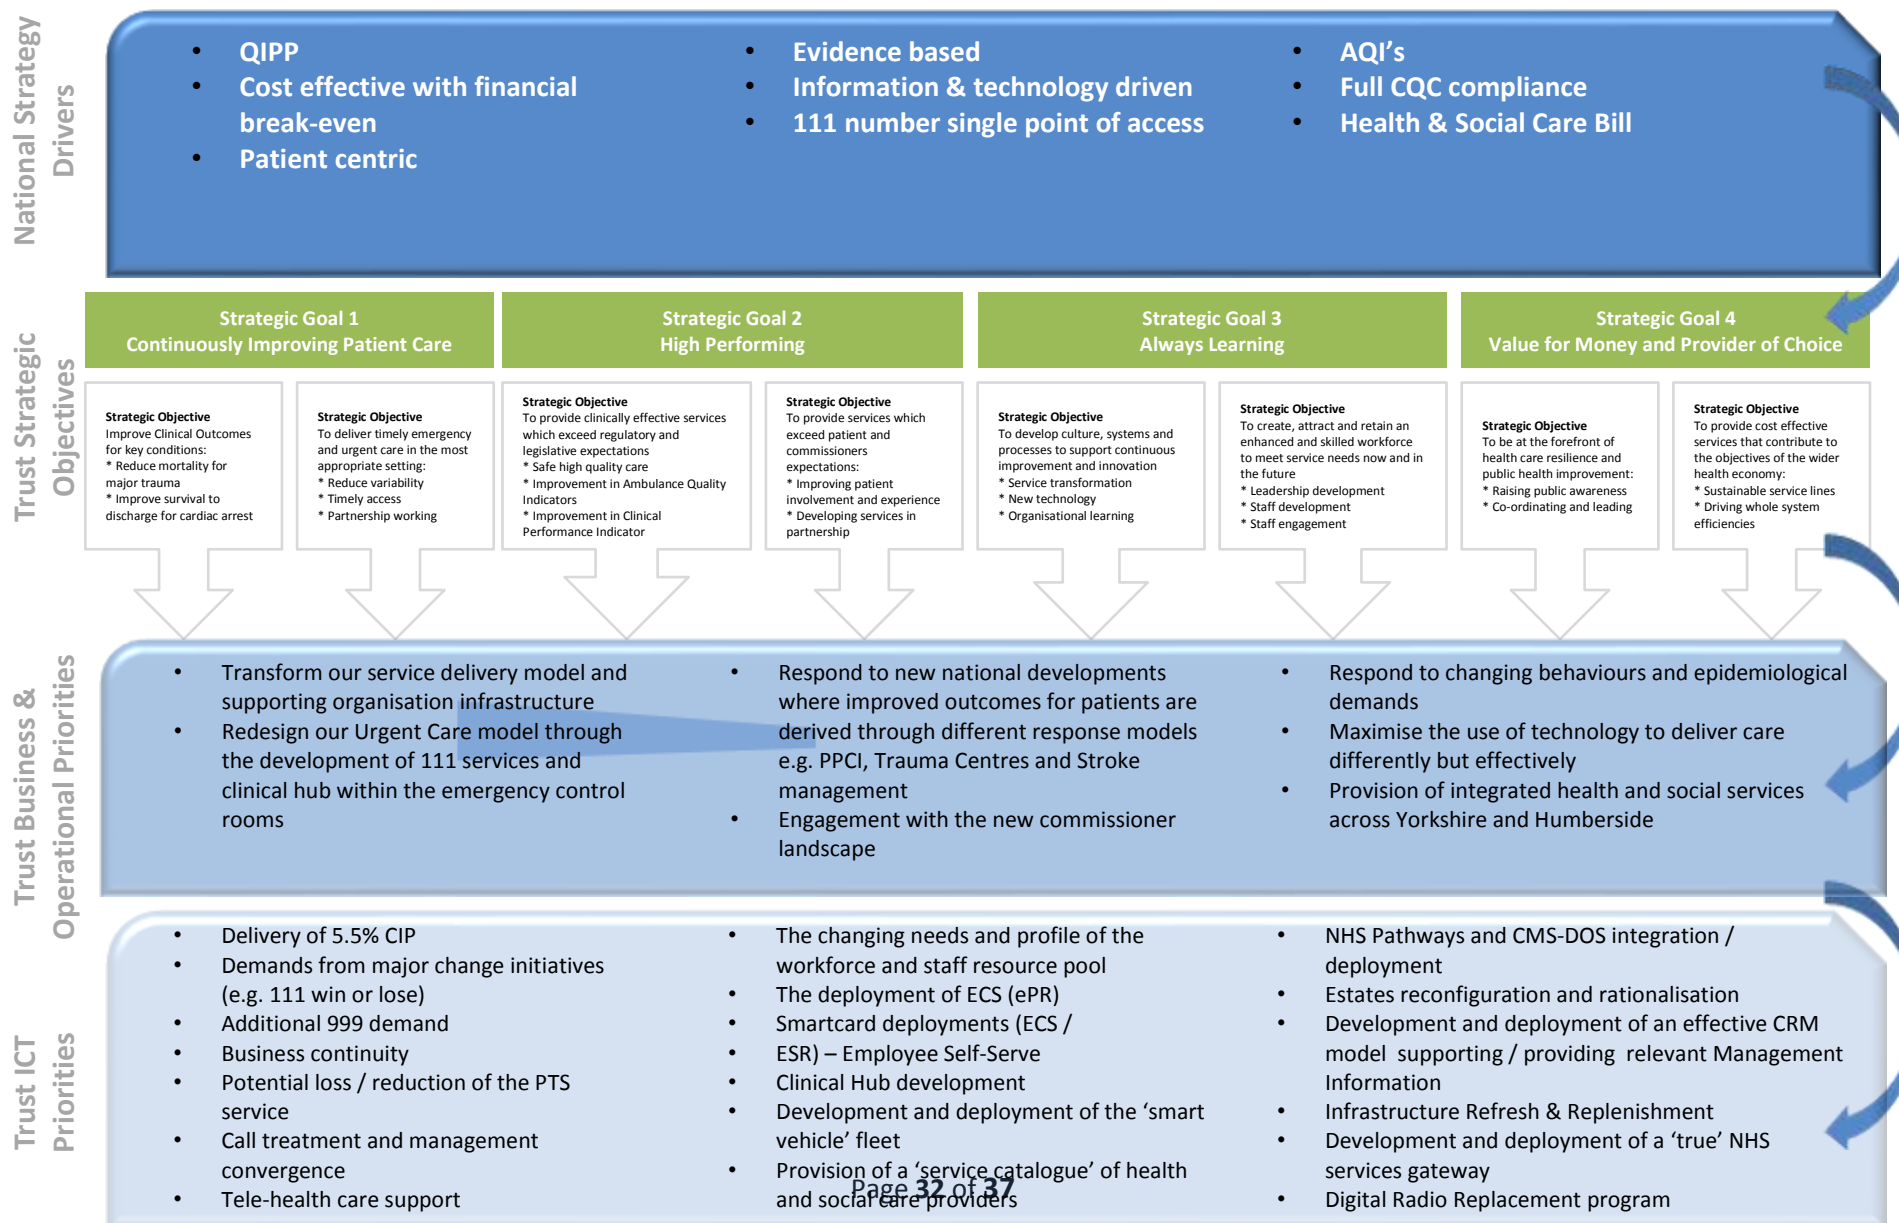 National Strategy
Drivers
• QIPP
• Cost effective with financial
break-even
• Patient centric
• Evidence based
• Information & technology driven
• 111 number single point of access
• AQI's
• Full CQC compliance
• Health & Social Care Bill
Trust Strategic
Objectives
Strategic Goal 1
Continuously Improving Patient Care
Strategic Goal 2
High Performing
Strategic Goal 3
Always Learning
Strategic Goal 4
Value for Money and Provider of Choice
Strategic Objective
Improve Clinical Outcomes
for key conditions:
* Reduce mortality for
major trauma
* Improve survival to
discharge for cardiac arrest
Strategic Objective
To deliver timely emergency
and urgent care in the most
appropriate setting:
* Reduce variability
* Timely access
* Partnership working
Strategic Objective
To provide clinically effective services
which exceed regulatory and
legislative expectations
* Safe high quality care
* Improvement in Ambulance Quality
Indicators
* Improvement in Clinical
Performance Indicator
Strategic Objective
To provide services which
exceed patient and
commissioners
expectations:
* Improving patient
involvement and experience
* Developing services in
partnership
Strategic Objective
To develop culture, systems and
processes to support continuous
improvement and innovation
* Service transformation
* New technology
* Organisational learning
Strategic Objective
To create, attract and retain an
enhanced and skilled workforce
to meet service needs now and in
the future
* Leadership development
* Staff development
* Staff engagement
Strategic Objective
To be at the forefront of
health care resilience and
public health improvement:
* Raising public awareness
* Co-ordinating and leading
Strategic Objective
To provide cost effective
services that contribute to
the objectives of the wider
health economy:
* Sustainable service lines
* Driving whole system
efficiencies
Trust Business &
Operational Priorities
• Transform our service delivery model and
supporting organisation infrastructure
• Redesign our Urgent Care model through
the development of 111 services and
clinical hub within the emergency control
rooms
• Respond to new national developments
where improved outcomes for patients are
derived through different response models
e.g. PPCI, Trauma Centres and Stroke
management
• Engagement with the new commissioner
landscape
• Respond to changing behaviours and epidemiological
demands
• Maximise the use of technology to deliver care
differently but effectively
• Provision of integrated health and social services
across Yorkshire and Humberside
Trust ICT
Priorities
• Delivery of 5.5% CIP
• Demands from major change initiatives
(e.g. 111 win or lose)
• Additional 999 demand
• Business continuity
• Potential loss / reduction of the PTS
service
• Call treatment and management
convergence
• Tele-health care support
• The changing needs and profile of the
workforce and staff resource pool
• The deployment of ECS (ePR)
• Smartcard deployments (ECS /
• ESR) – Employee Self-Serve
• Clinical Hub development
• Development and deployment of the ‘smart
vehicle’ fleet
• Provision of a ‘service catalogue’ of health
and social care providers
• NHS Pathways and CMS-DOS integration /
deployment
• Estates reconfiguration and rationalisation
• Development and deployment of an effective CRM
model supporting / providing relevant Management
Information
• Infrastructure Refresh & Replenishment
• Development and deployment of a ‘true’ NHS
services gateway
• Digital Radio Replacement program
Page 32 of 37